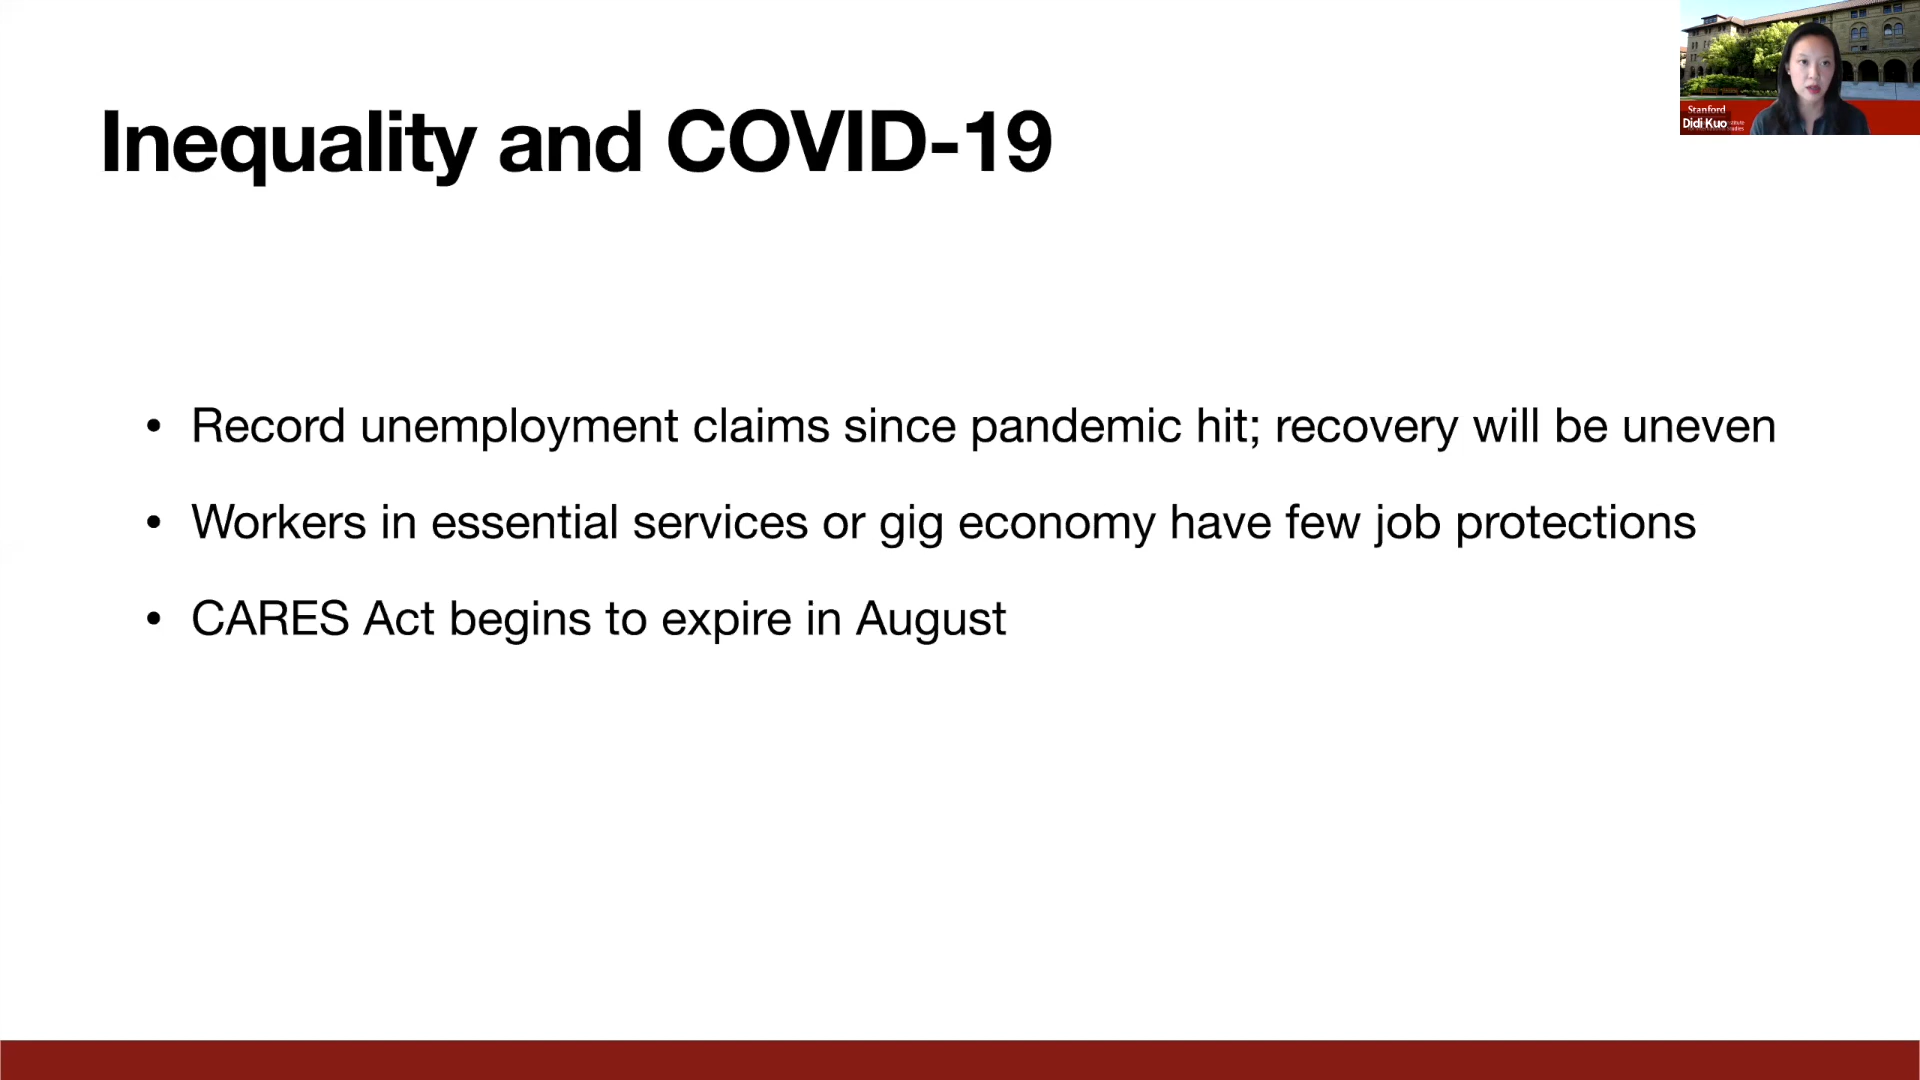 Inequality and COVID-19
Stanford
Didi Kuo
• Record unemployment claims since pandemic hit; recovery will be uneven
• Workers in essential services or gig economy have few job protections
• CARES Act begins to expire in August